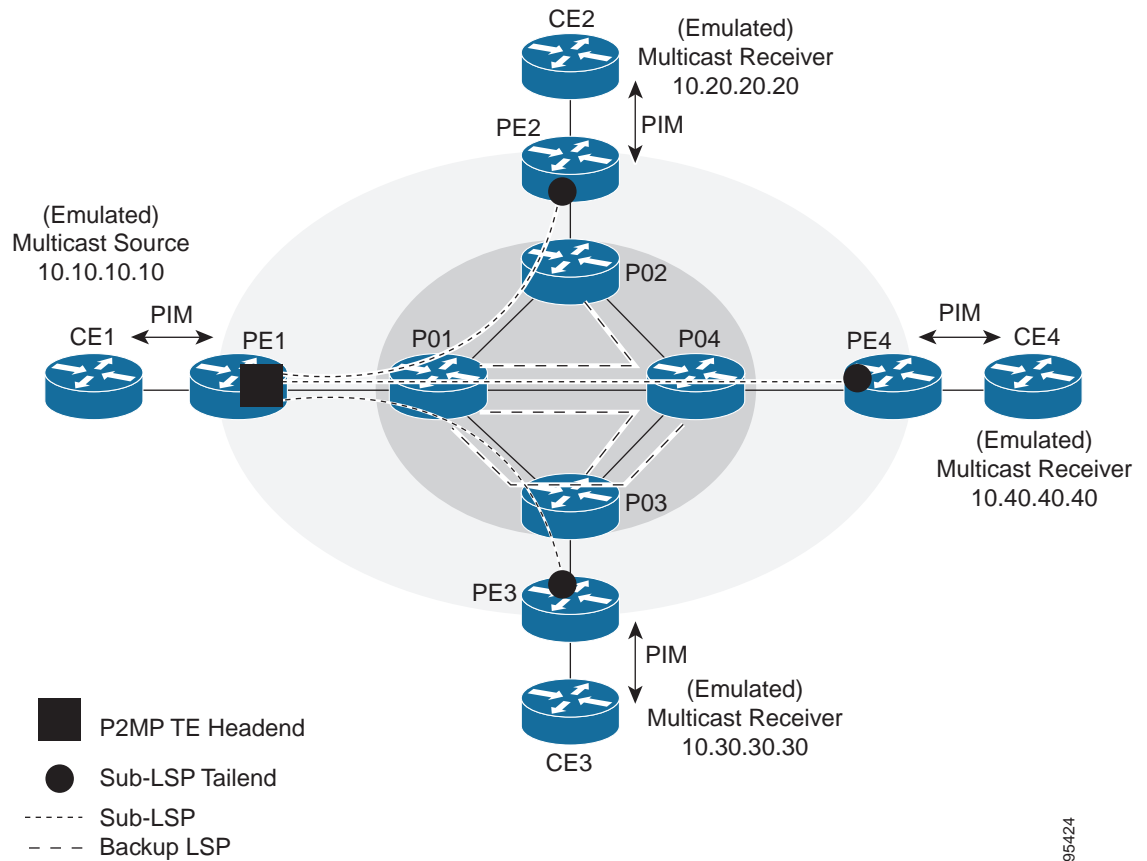 CE2
(Emulated)
Multicast Receiver
10.20.20.20
PE2
PIM
(Emulated)
Multicast Source
10.10.10.10
P02
PIM
PIM
CE1
PE1
P01
P04
PE4
CE4
(Emulated)
Multicast Receiver
10.40.40.40
P03
PE3
PIM
(Emulated)
Multicast Receiver
10.30.30.30
CE3
P2MP TE Headend
Sub-LSP Tailend
Sub-LSP
Backup LSP
95424